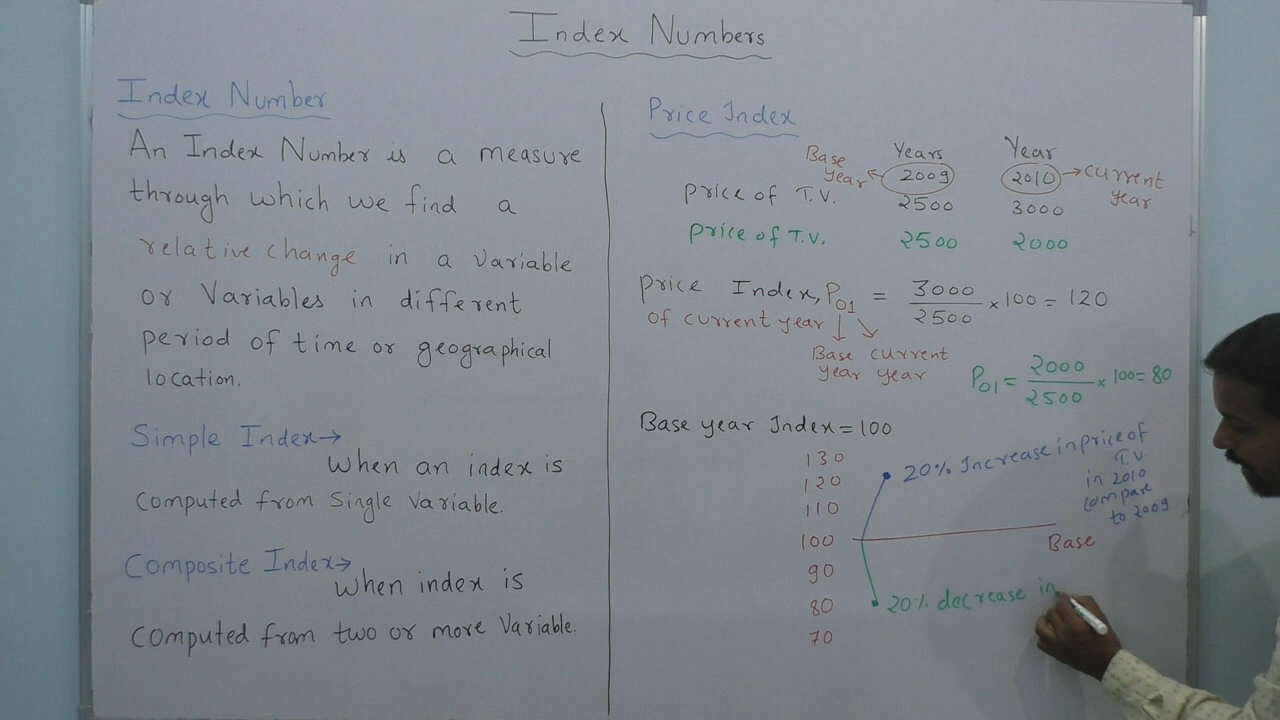 Index Numbers
Index Number
An Index Number is a measure
through which we find a
relative change in a variable
or Variables in different
period of time or geographical
location.
Simple Index→
When an index is
Computed from Single Variable.
Composite Index→
When index is
Computed from two or more Variable.
Price Index
Years Year
Base Year ← 2009 2010 → current year
price of T.V. 2500 3000
price of T.V. 2500 2000
price Index, P01 = 3000/2500 × 100 = 120
of current year
Base current
year year
P01 = 2000/2500 × 100 = 80
Base year Index = 100
130
120
110
100
90
80
70
20% Increase in price of
T.V.
in 2010
compare
to 2009
Base
20% decrease in